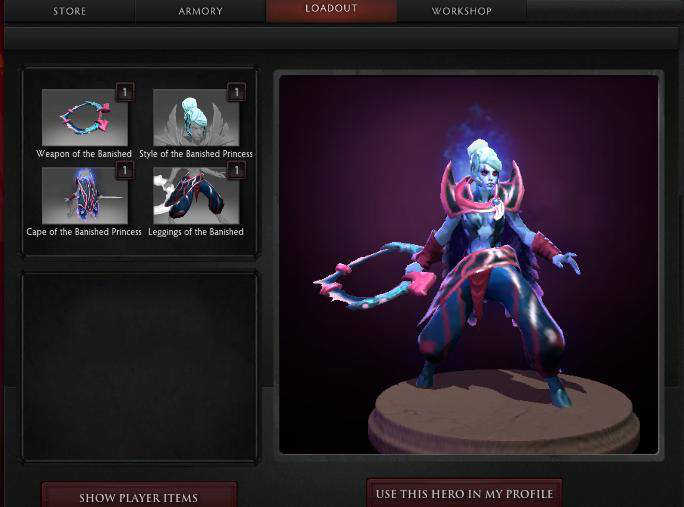 STORE
ARMORY
LOADOUT
WORKSHOP
1
1
Weapon of the Banished
Style of the Banished Princess
1
1
Cape of the Banished Princess
Leggings of the Banished
SHOW PLAYER ITEMS
USE THIS HERO IN MY PROFILE